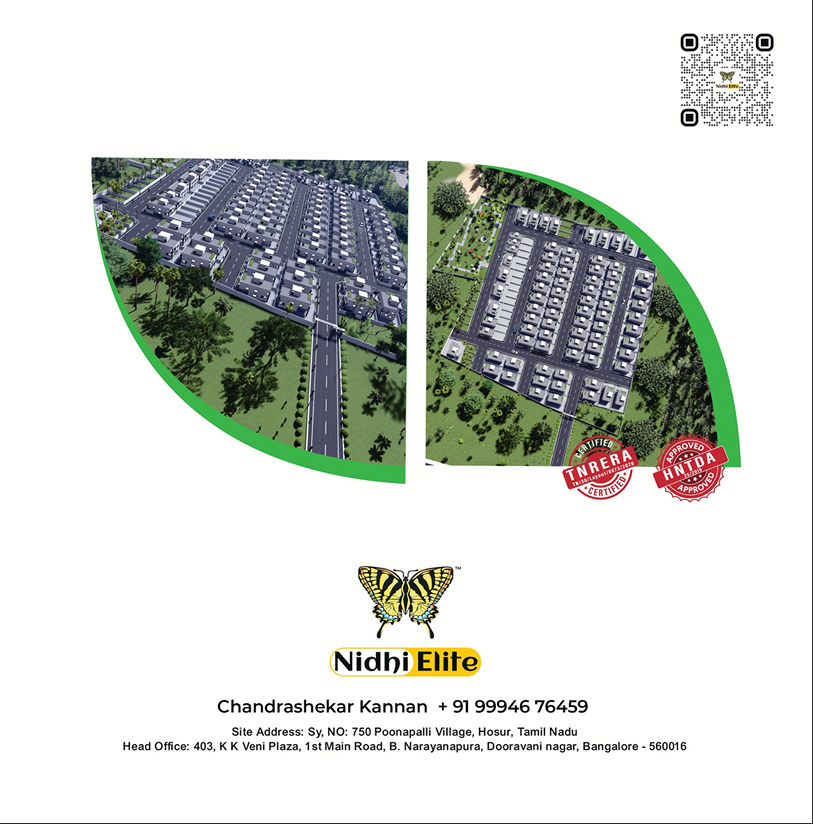 Nidhi Elite
CERTIFIED
TNRERA
CERTIFIED
APPROVED
HNTDA
APPROVED
TM
Nidhi Elite
Chandrashekar Kannan + 91 99946 76459
Site Address: Sy, NO: 750 Poonapalli Village, Hosur, Tamil Nadu
Head Office: 403, K K Veni Plaza, 1st Main Road, B. Narayanapura, Dooravani nagar, Bangalore - 560016